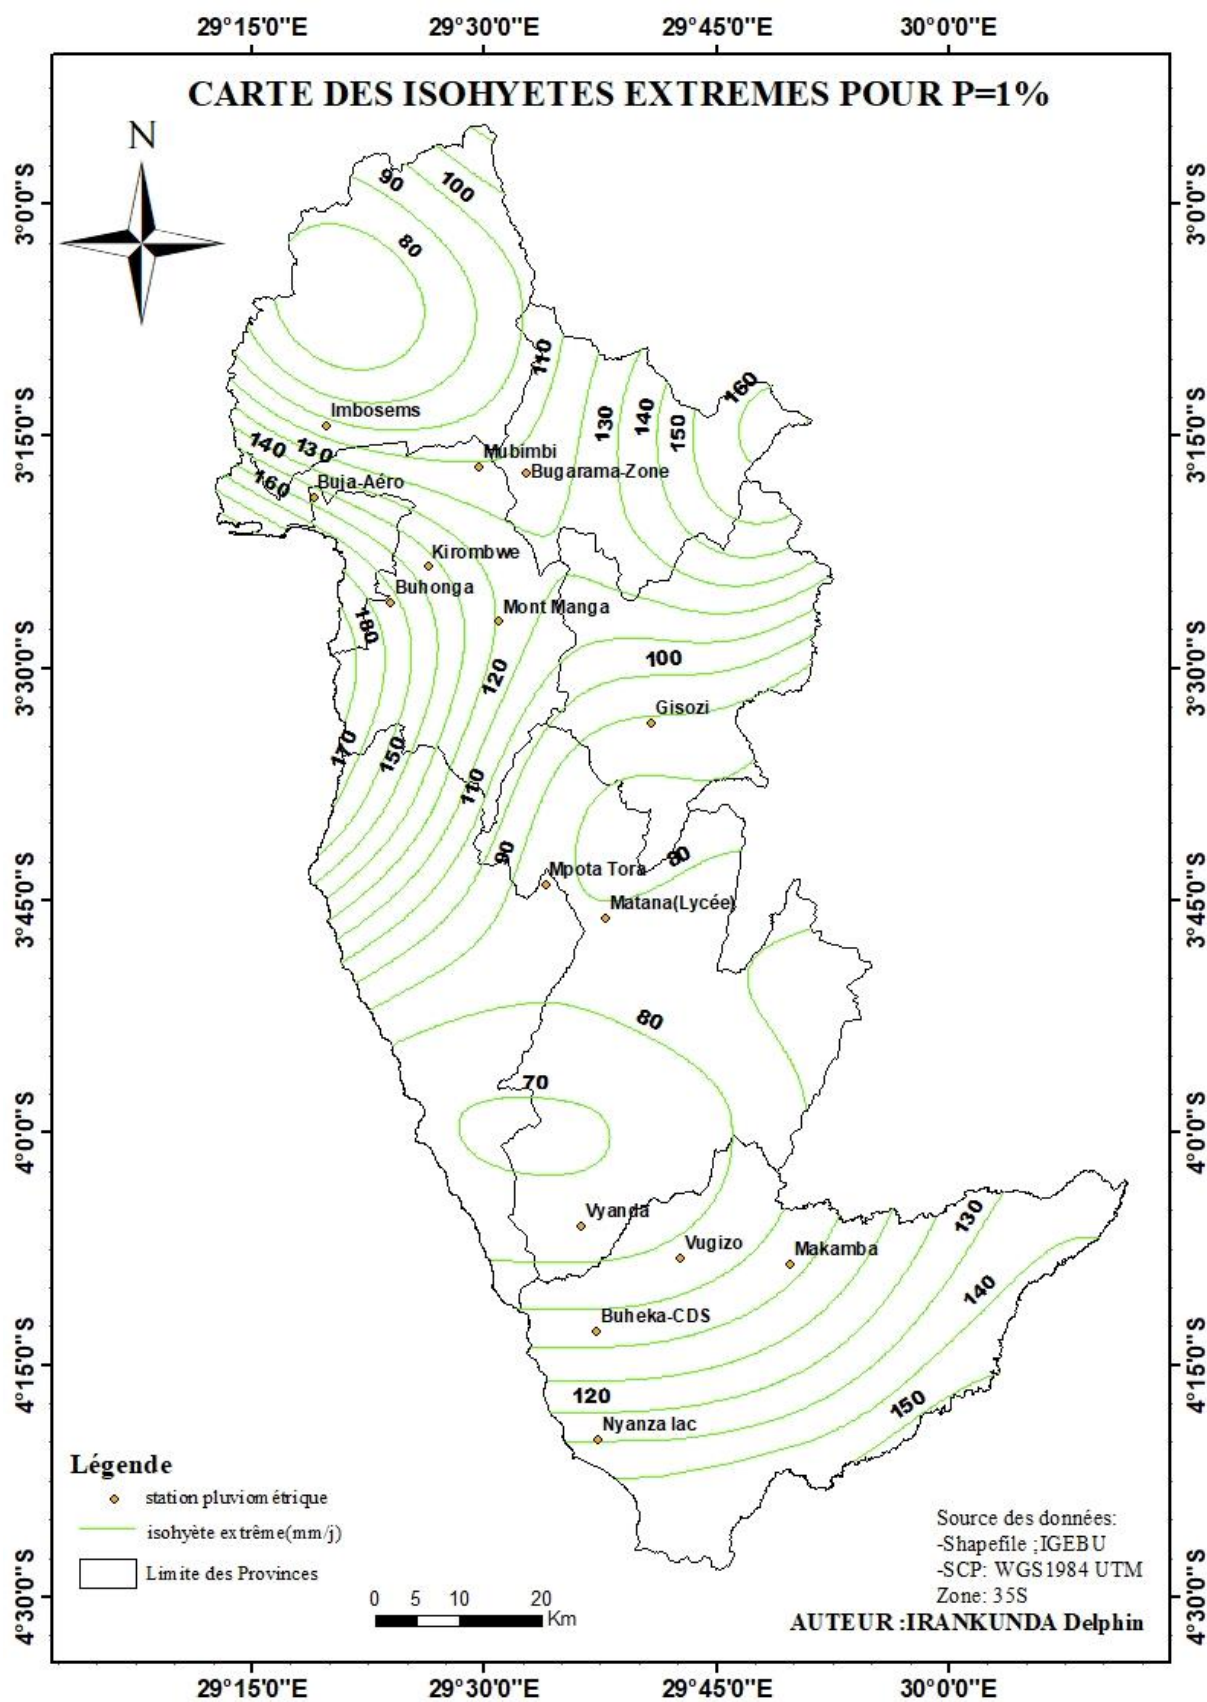 29°15'0"E 29°30'0"E 29°45'0"E 30°0'0"E
CARTE DES ISOHYETES EXTREMES POUR P=1%
N
3°0'0"S
3°0'0"S
90
100
80
110
160
Imbosems
130
140
150
3°15'0"S
3°15'0"S
140
130
Mubimbi
Bugarama-Zone
160
Buja-Aéro
Kirombwe
Buhonga
Mont Manga
180
120
100
3°30'0"S
3°30'0"S
Gisozi
170
150
110
90
80
Mpota Tora
Matana(Lycée)
3°45'0"S
3°45'0"S
80
70
4°0'0"S
4°0'0"S
Vyanda
130
Vugizo
Makamba
140
Buheka-CDS
4°15'0"S
4°15'0"S
120
150
Nyanza lac
Légende
station pluviométrique
isohyète extrême(mm/j)
Limite des Provinces
0 5 10 20
Km
Source des données:
-Shapefile ;IGEBU
-SCP: WGS1984 UTM
Zone: 35S
AUTEUR :IRANKUNDA Delphin
4°30'0"S
4°30'0"S
29°15'0"E 29°30'0"E 29°45'0"E 30°0'0"E